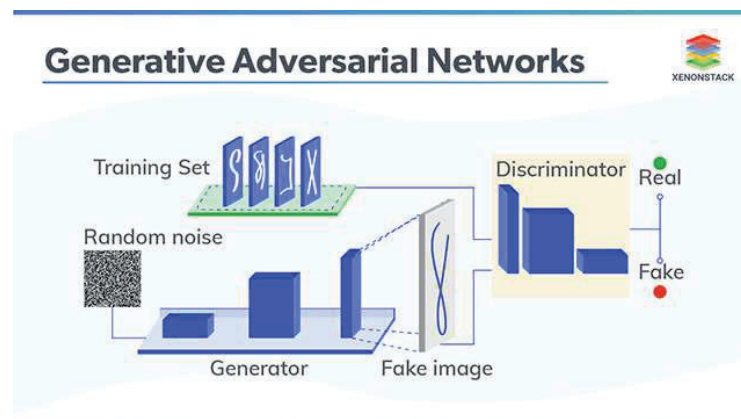 Generative Adversarial Networks
XENONSTACK
Training Set
Discriminator
Real
Random noise
Fake
Generator
Fake image